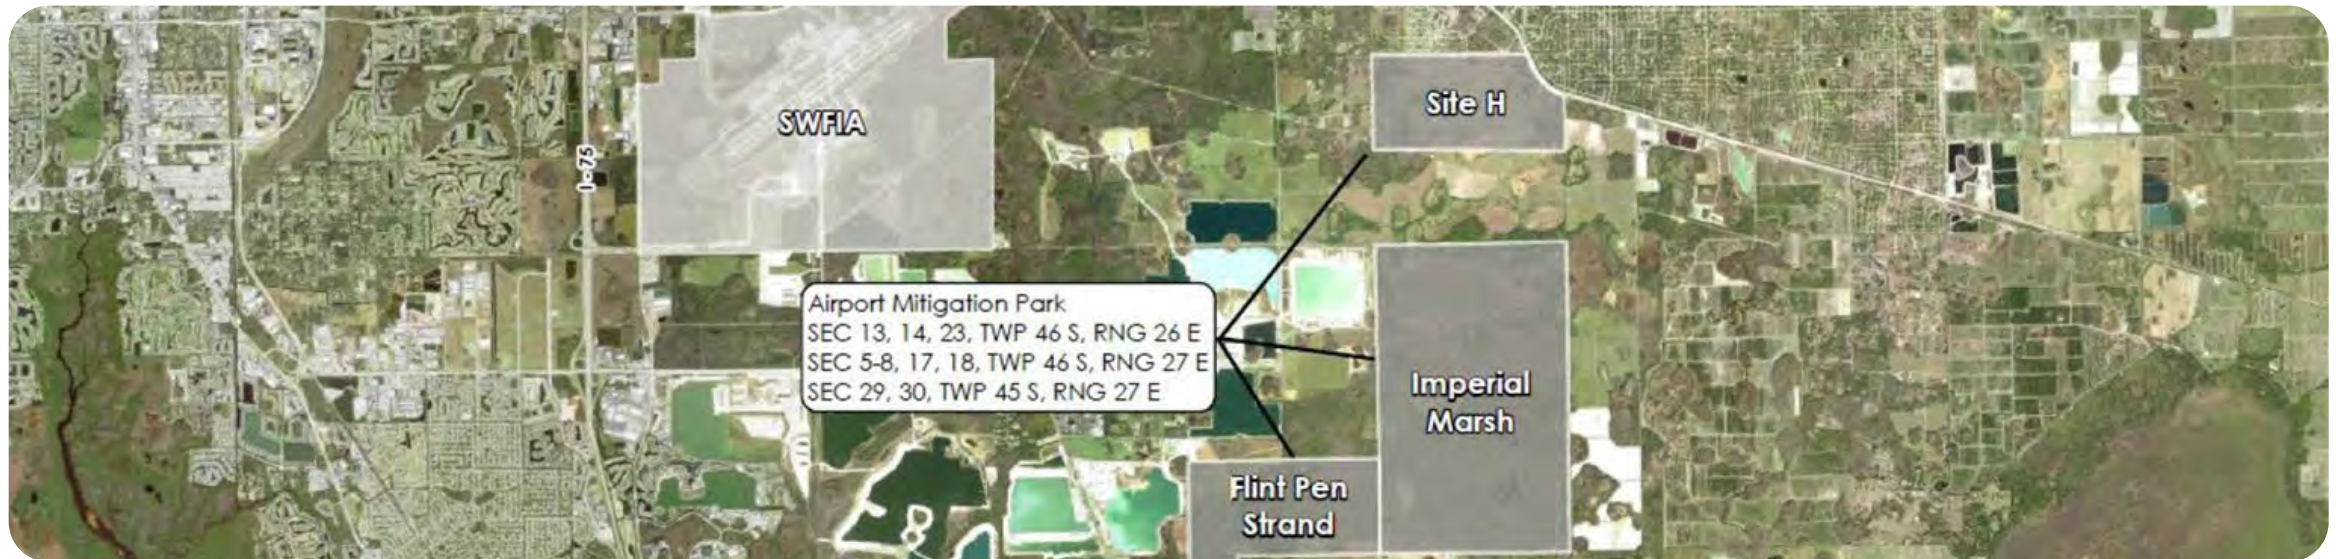 SWFIA
Site H
I-75
Airport Mitigation Park
SEC 13, 14, 23, TWP 46 S, RNG 26 E
SEC 5-8, 17, 18, TWP 46 S, RNG 27 E
SEC 29, 30, TWP 45 S, RNG 27 E
Imperial
Marsh
Flint Pen
Strand